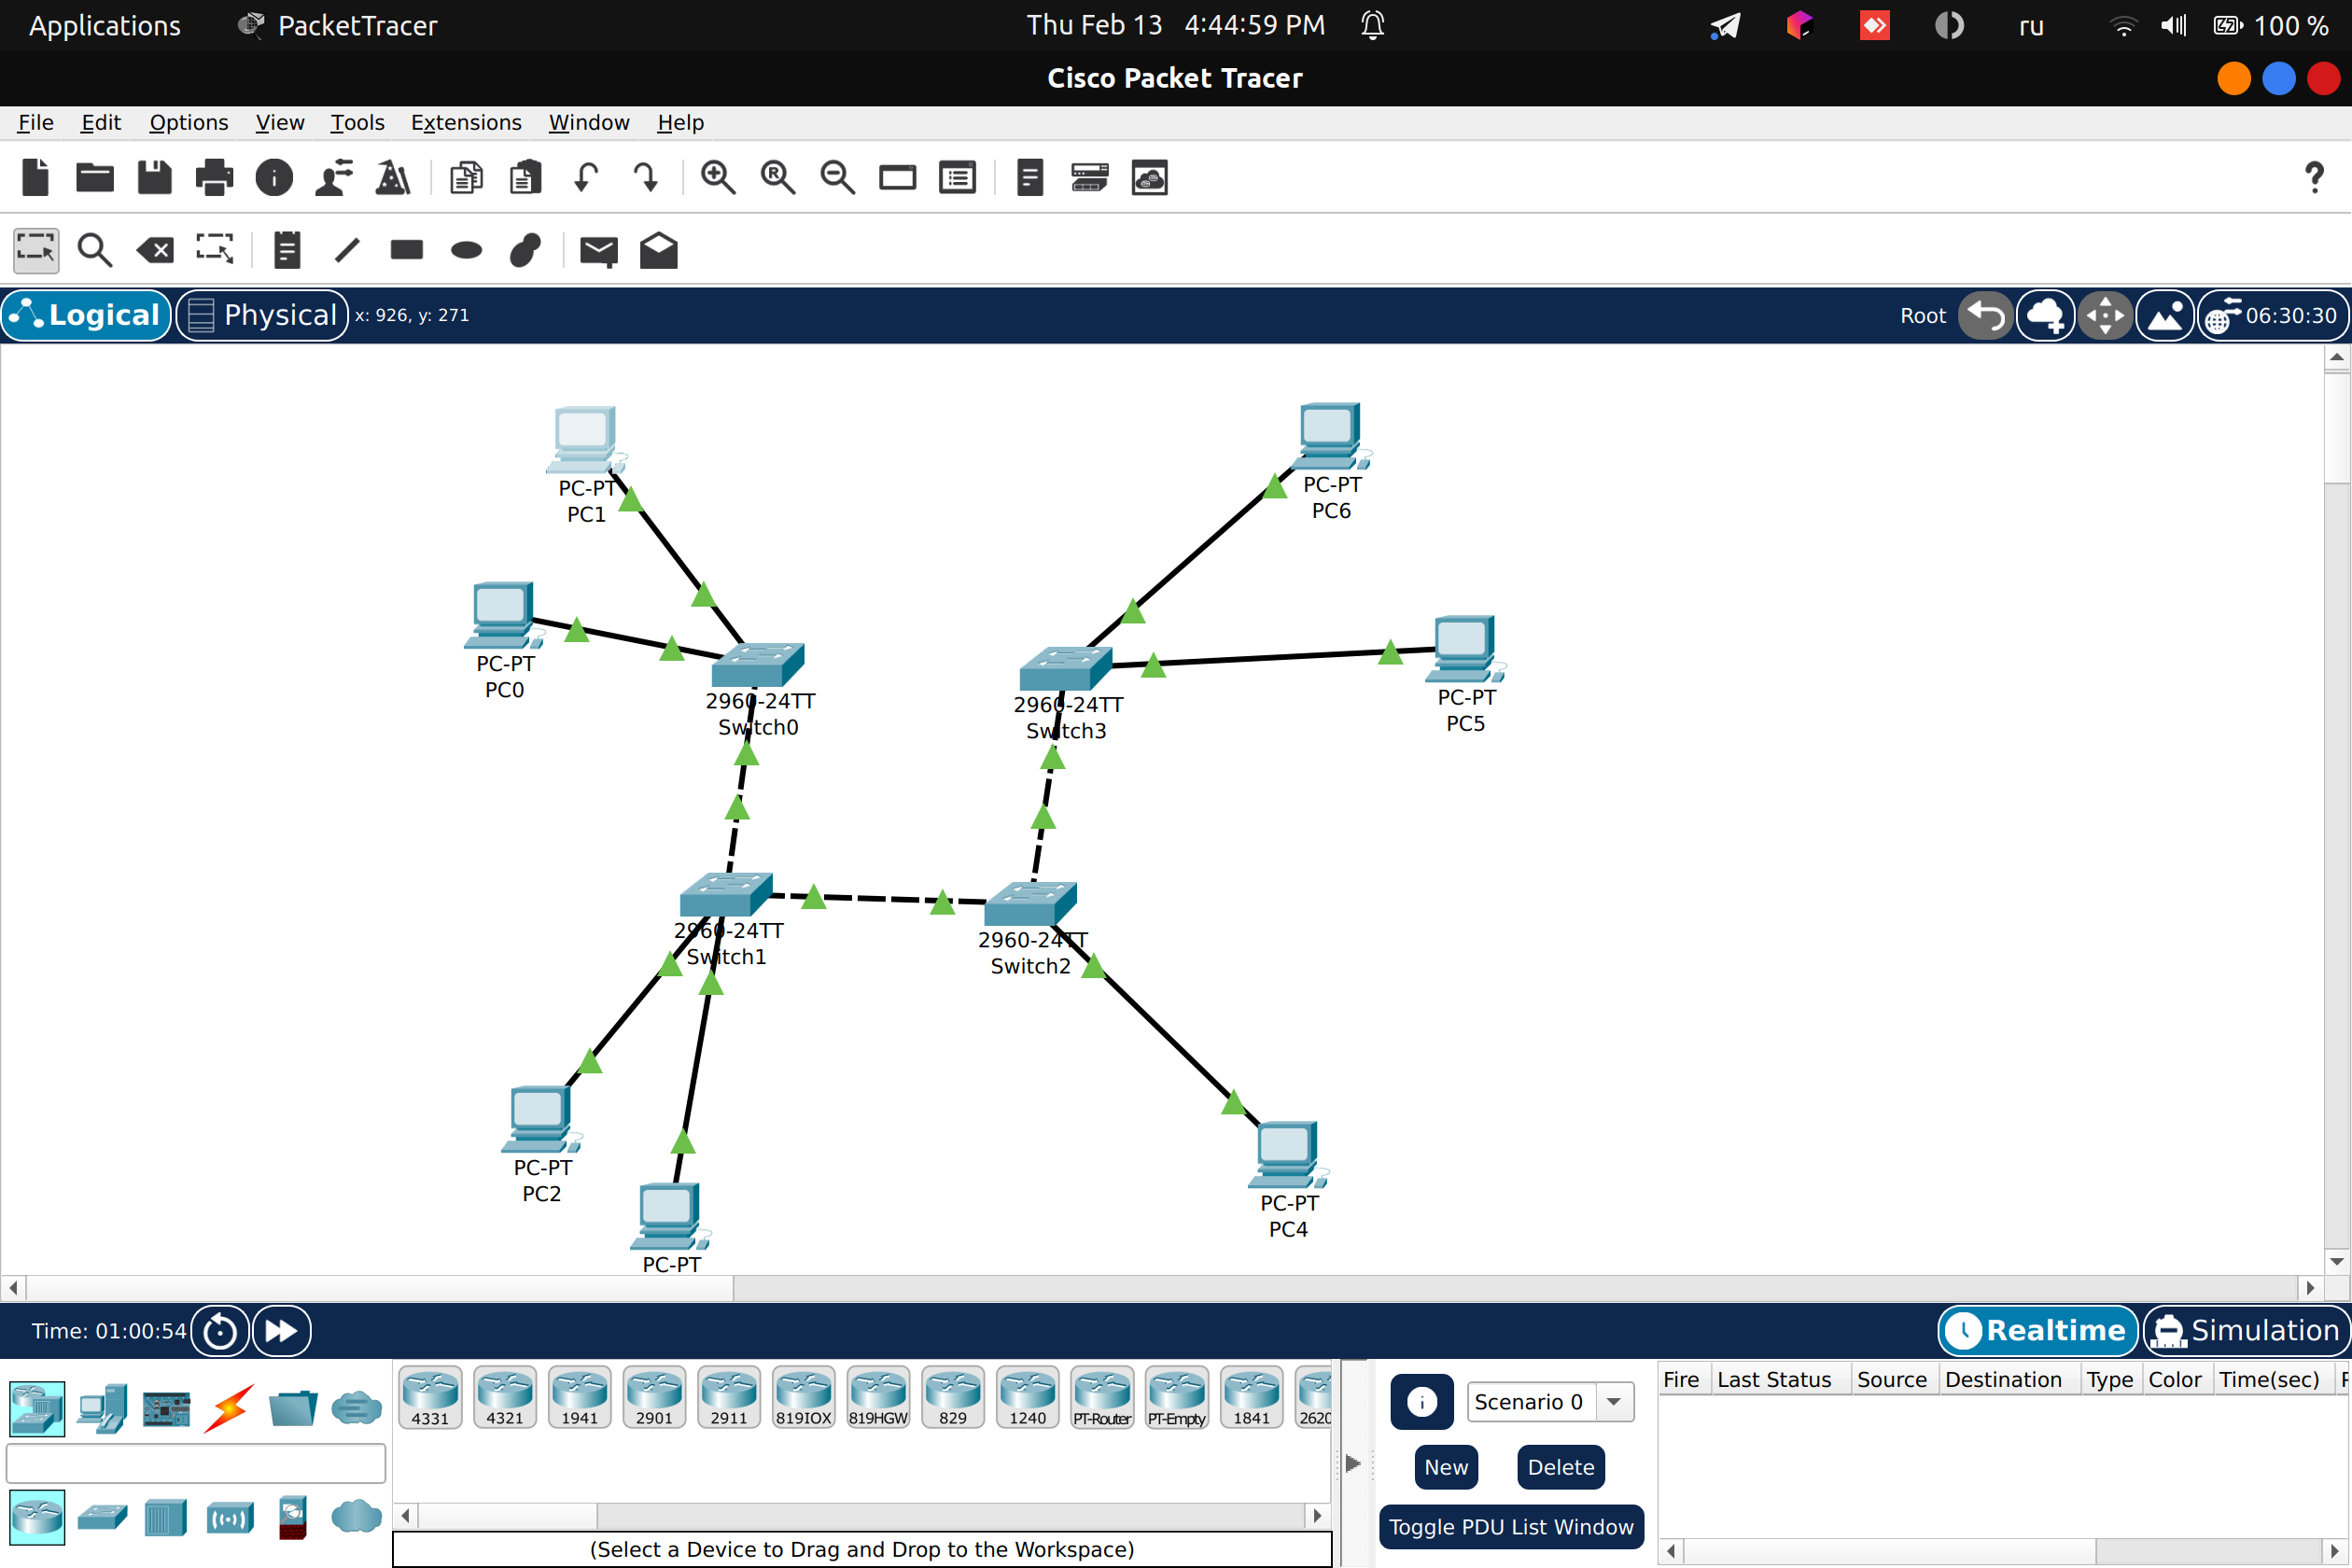 Applications PacketTracer Thu Feb 13 4:44:59 PM ru 100 %
Cisco Packet Tracer
File Edit Options View Tools Extensions Window Help
Logical Physical x: 926, y: 271 Root 06:30:30
PC-PT
PC1
PC-PT
PC6
PC-PT
PC0
2960-24TT
Switch0
2960-24TT
Switch3
PC-PT
PC5
2960-24TT
Switch1
2960-24TT
Switch2
PC-PT
PC2
PC-PT
PC4
PC-PT
Time: 01:00:54 Realtime Simulation
4331 4321 1941 2901 2911 819IOX 819HGW 829 1240 PT-Router PT-Empty 1841 2620
Scenario 0
New Delete
Toggle PDU List Window
Fire Last Status Source Destination Type Color Time(sec)
(Select a Device to Drag and Drop to the Workspace)